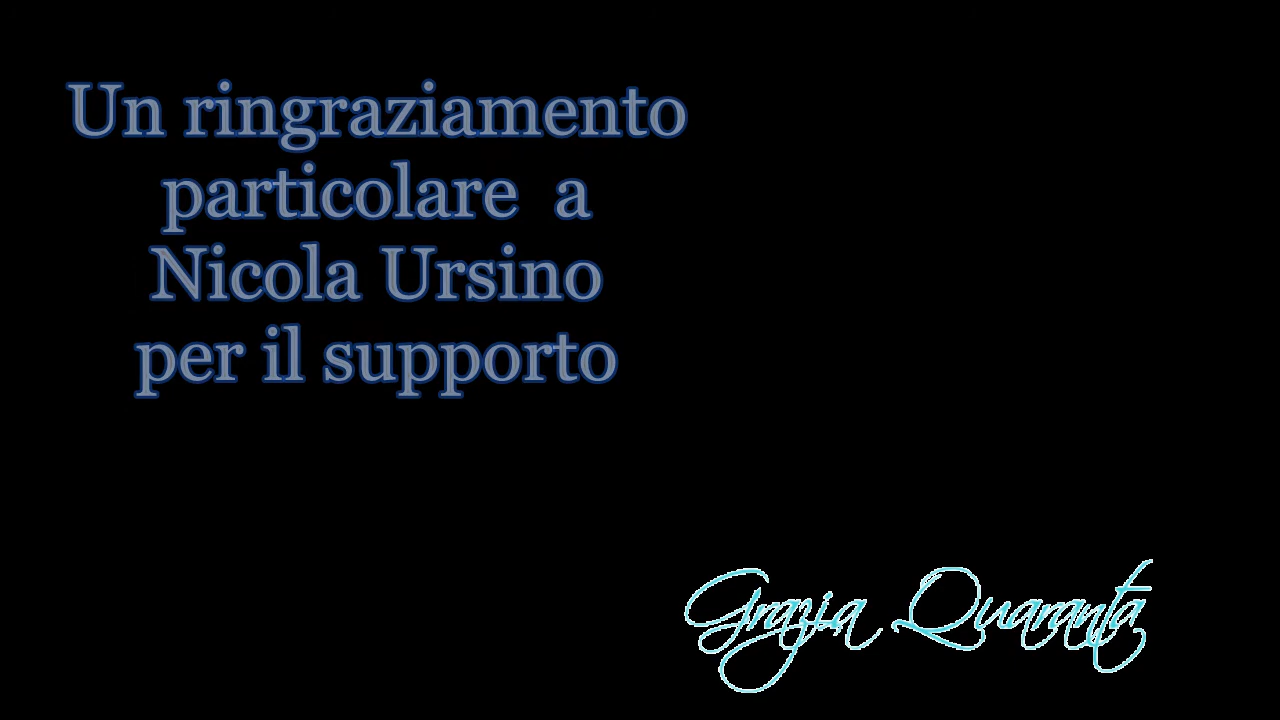 Un ringraziamento
particolare a
Nicola Ursino
per il supporto
Grazia Quaranta